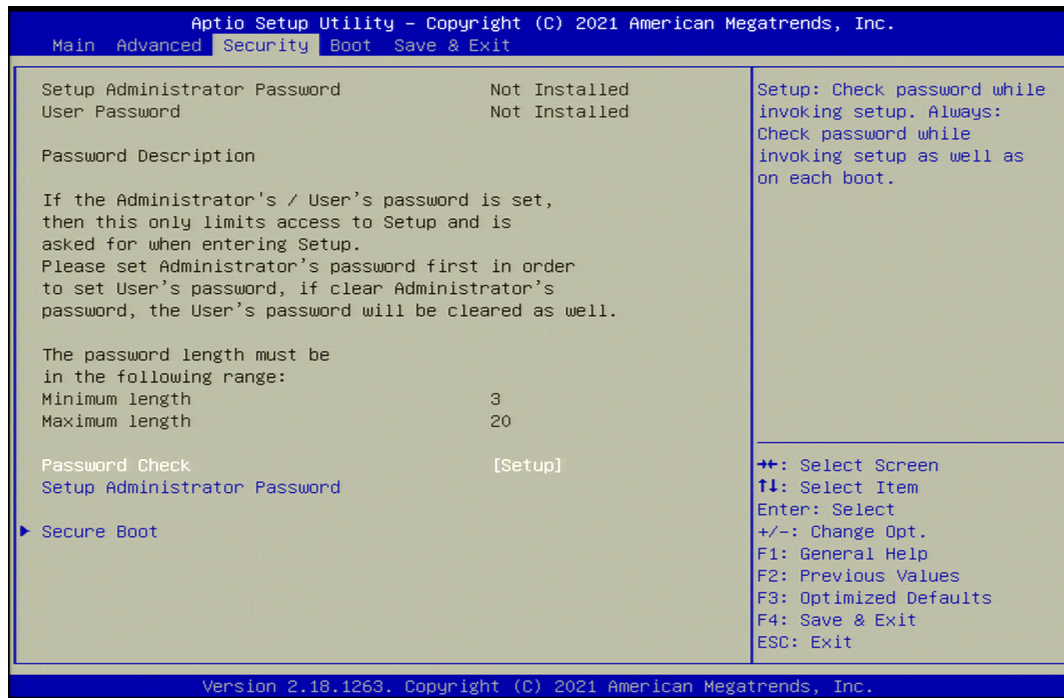 Aptio Setup Utility – Copyright (C) 2021 American Megatrends, Inc.
Main Advanced Security Boot Save & Exit
Setup Administrator Password Not Installed
User Password Not Installed
Password Description
If the Administrator's / User's password is set,
then this only limits access to Setup and is
asked for when entering Setup.
Please set Administrator's password first in order
to set User's password, if clear Administrator's
password, the User's password will be cleared as well.
The password length must be
in the following range:
Minimum length 3
Maximum length 20
Password Check [Setup]
Setup Administrator Password
Secure Boot
Setup: Check password while
invoking setup. Always:
Check password while
invoking setup as well as
on each boot.
→←: Select Screen
↑↓: Select Item
Enter: Select
+/-: Change Opt.
F1: General Help
F2: Previous Values
F3: Optimized Defaults
F4: Save & Exit
ESC: Exit
Version 2.18.1263. Copyright (C) 2021 American Megatrends, Inc.